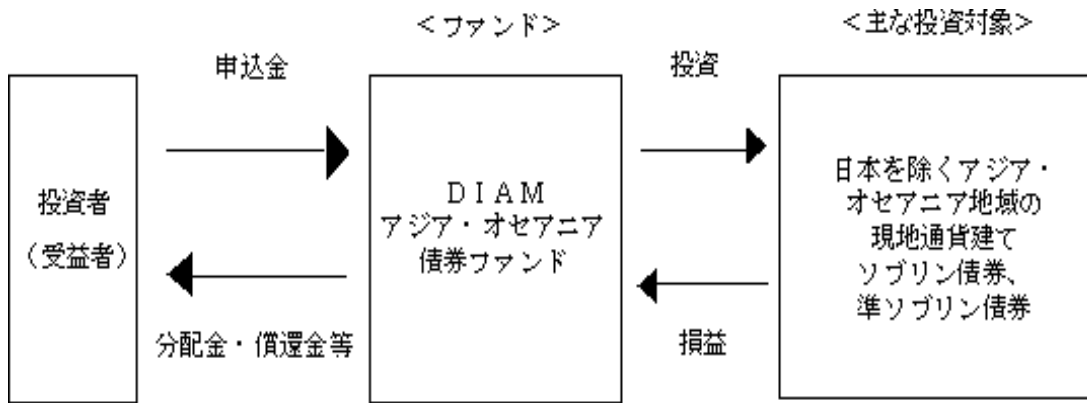 <ファンド>
<主な投資対象>
申込金
投資
投資者
(受益者)
DIAM
アジア・オセアニア
債券ファンド
日本を除くアジア・
オセアニア地域の
現地通貨建て
ソブリン債券、
準ソブリン債券
分配金・償還金等
損益